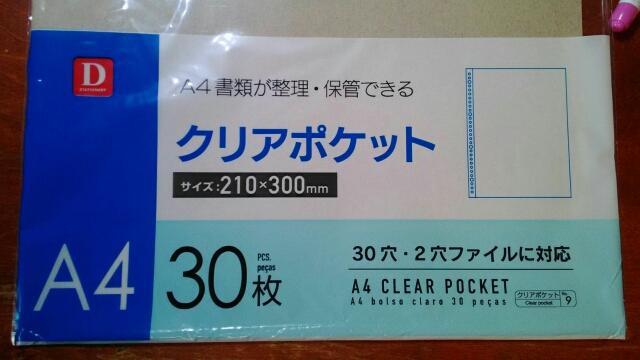 D
STATIONERY
A4書類が整理・保管できる
クリアポケット
サイズ:210×300mm
A4
30枚
PCS.
peças
30穴・2穴ファイルに対応
A4 CLEAR POCKET
A4 bolso claro 30 peças
クリアポケット
Clear pocket
No.
9